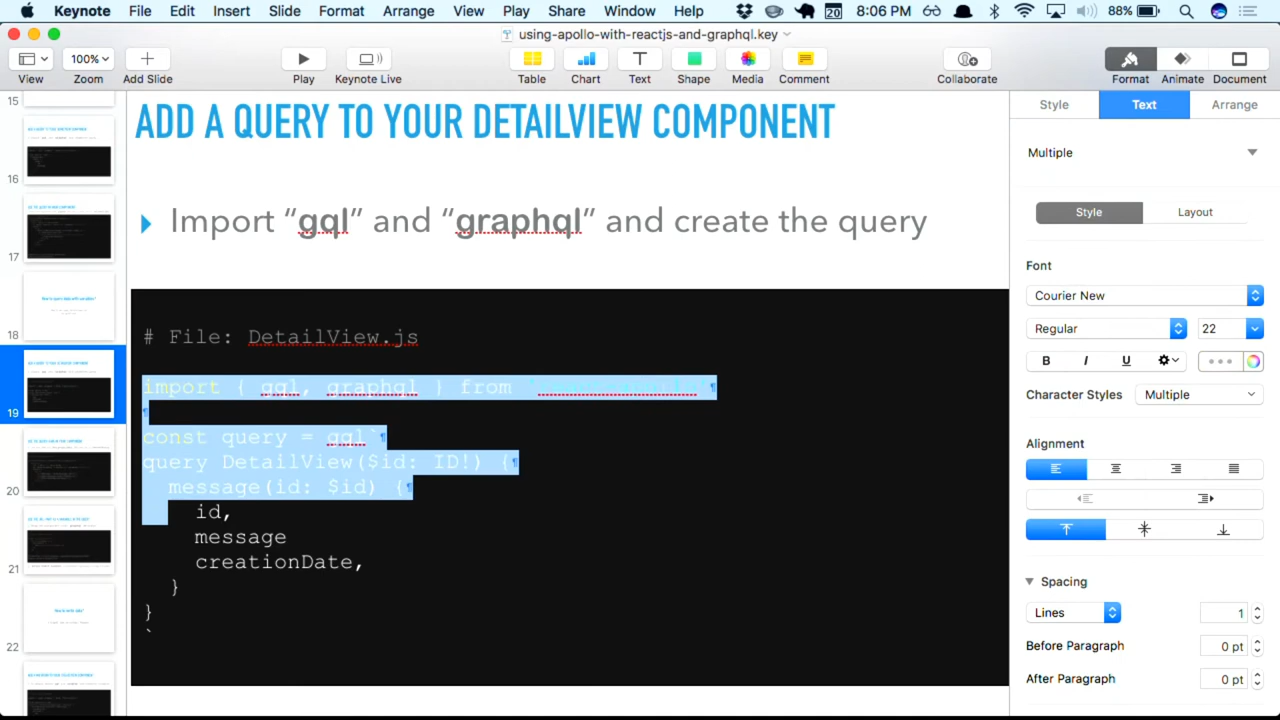 Keynote File Edit Insert Slide Format Arrange View Play Share Window Help 20 8:06 PM 88%
using-apollo-with-reactjs-and-graphql.key
100%
View Zoom Add Slide Play Keynote Live Table Chart Text Shape Media Comment Collaborate Format Animate Document
15
16
17
18
19
20
21
22
ADD A QUERY TO YOUR DETAILVIEW COMPONENT
Import “gql” and “graphql” and create the query
# File: DetailView.js
import { gql, graphql } from
const query = gql`
query DetailView($id: ID!) {
message(id: $id) {
id,
message
creationDate,
}
}
`
Style Text Arrange
Multiple
Style Layout
Font
Courier New
Regular 22
B I U
Character Styles Multiple
Alignment
Spacing
Lines 1
Before Paragraph 0 pt
After Paragraph 0 pt